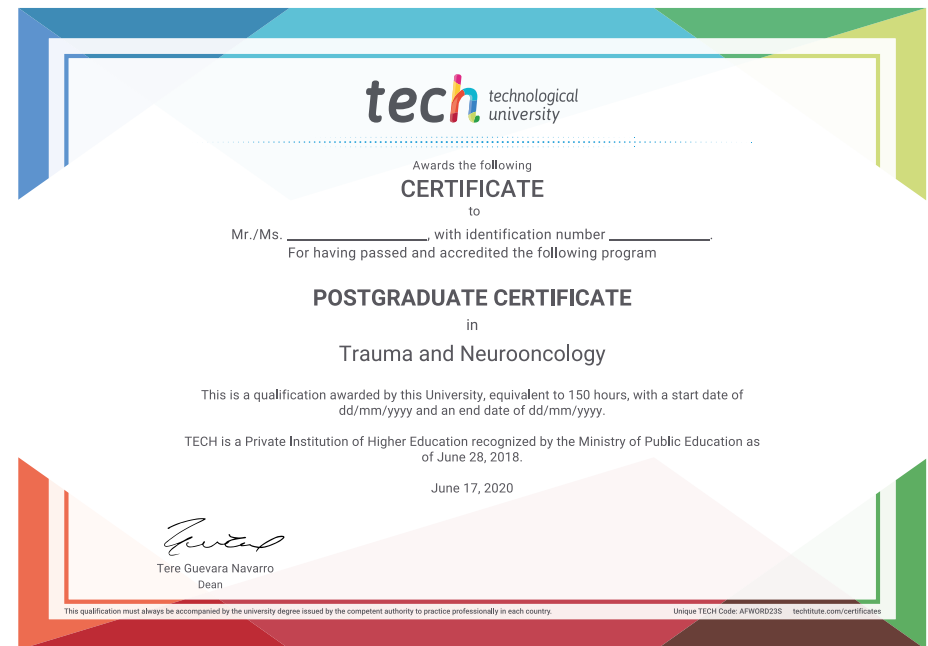 tech technological
university
Awards the following
CERTIFICATE
to
Mr./Ms. ____________________, with identification number ______________.
For having passed and accredited the following program
POSTGRADUATE CERTIFICATE
in
Trauma and Neurooncology
This is a qualification awarded by this University, equivalent to 150 hours, with a start date of
dd/mm/yyyy and an end date of dd/mm/yyyy.
TECH is a Private Institution of Higher Education recognized by the Ministry of Public Education as
of June 28, 2018.
June 17, 2020
Tere Guevara Navarro
Dean
This qualification must always be accompanied by the university degree issued by the competent authority to practice professionally in each country.
Unique TECH Code: AFWORD23S techtitute.com/certificates